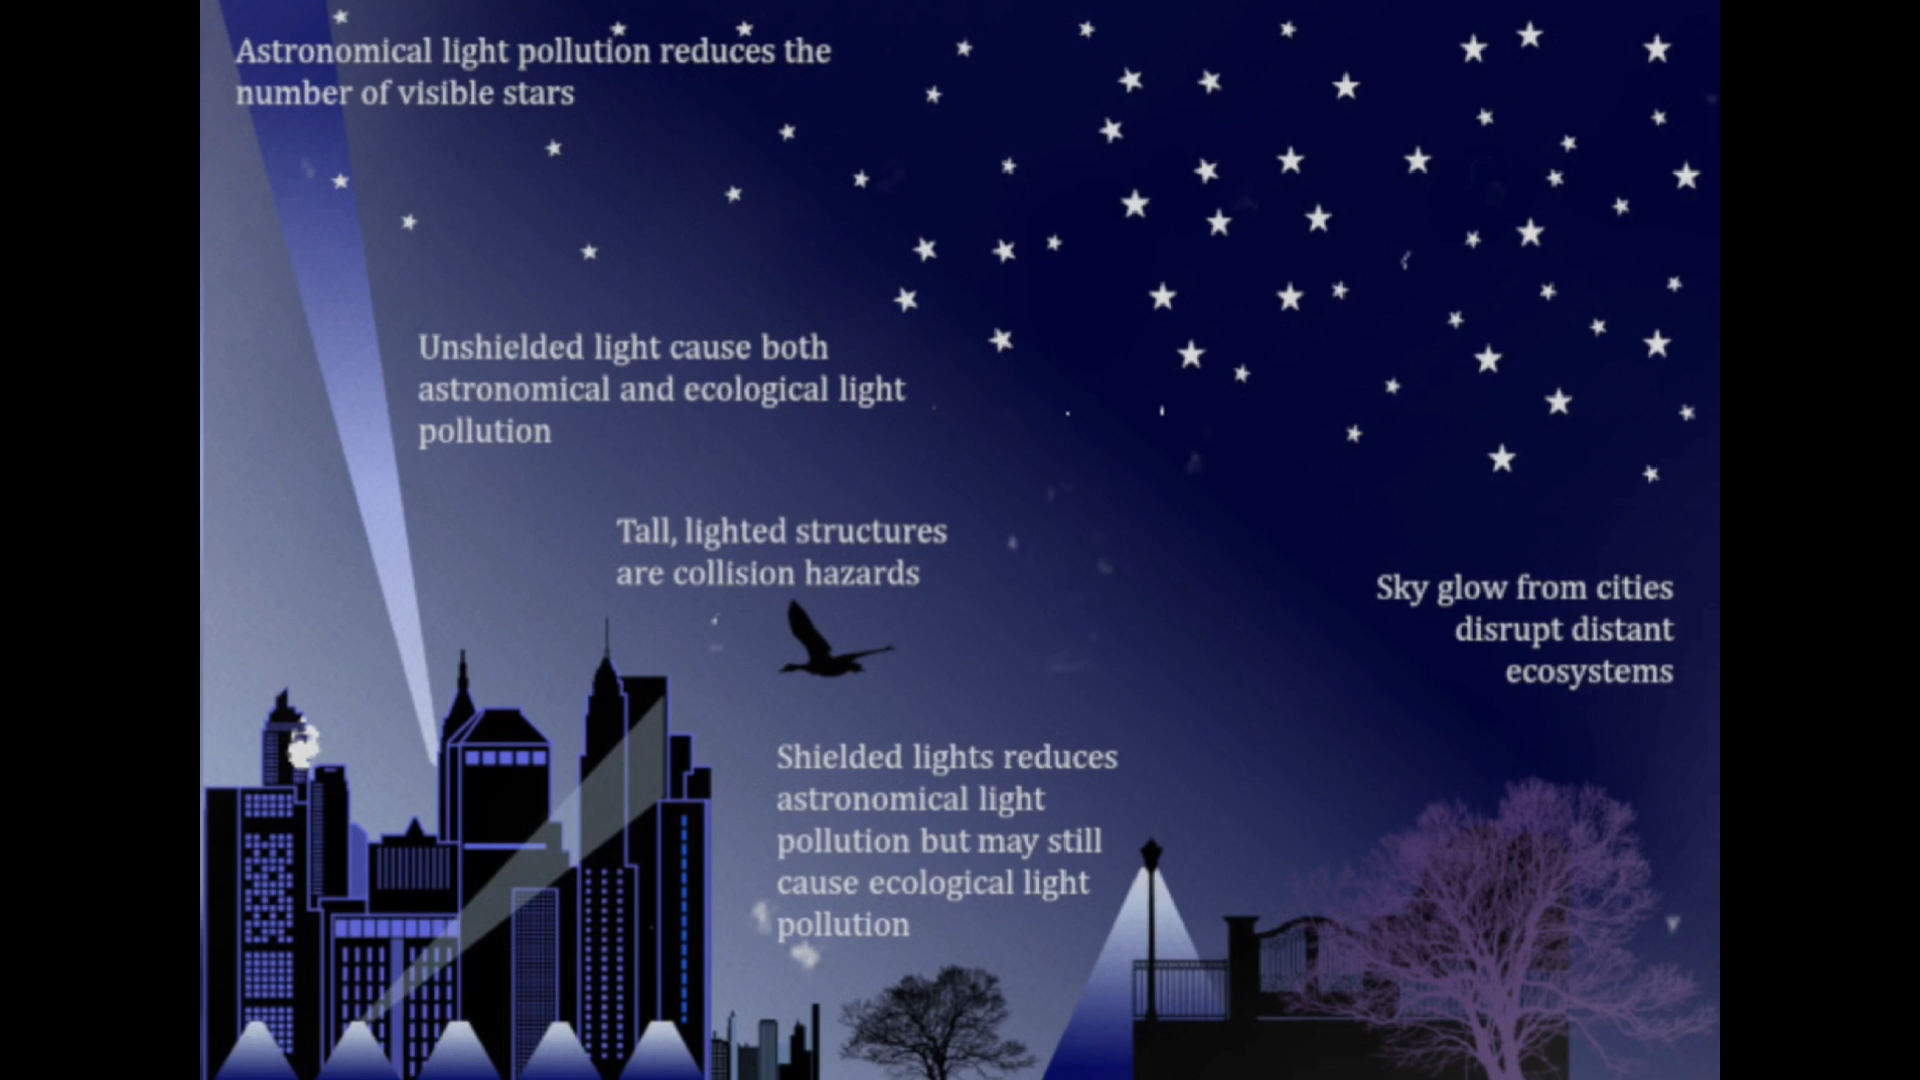 Astronomical light pollution reduces the
number of visible stars
Unshielded light cause both
astronomical and ecological light
pollution
Tall, lighted structures
are collision hazards
Sky glow from cities
disrupt distant
ecosystems
Shielded lights reduces
astronomical light
pollution but may still
cause ecological light
pollution